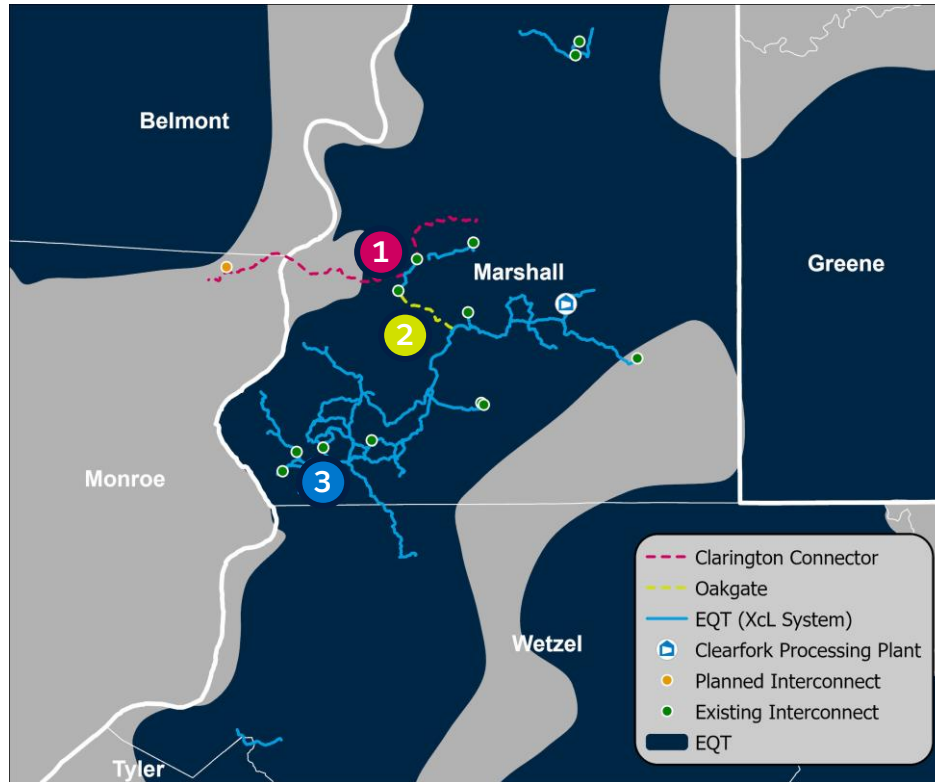 Belmont
1
Marshall
Greene
2
Monroe
3
Wetzel
Tyler
Clarington Connector
Oakgate
EQT (XcL System)
Clearfork Processing Plant
Planned Interconnect
Existing Interconnect
EQT